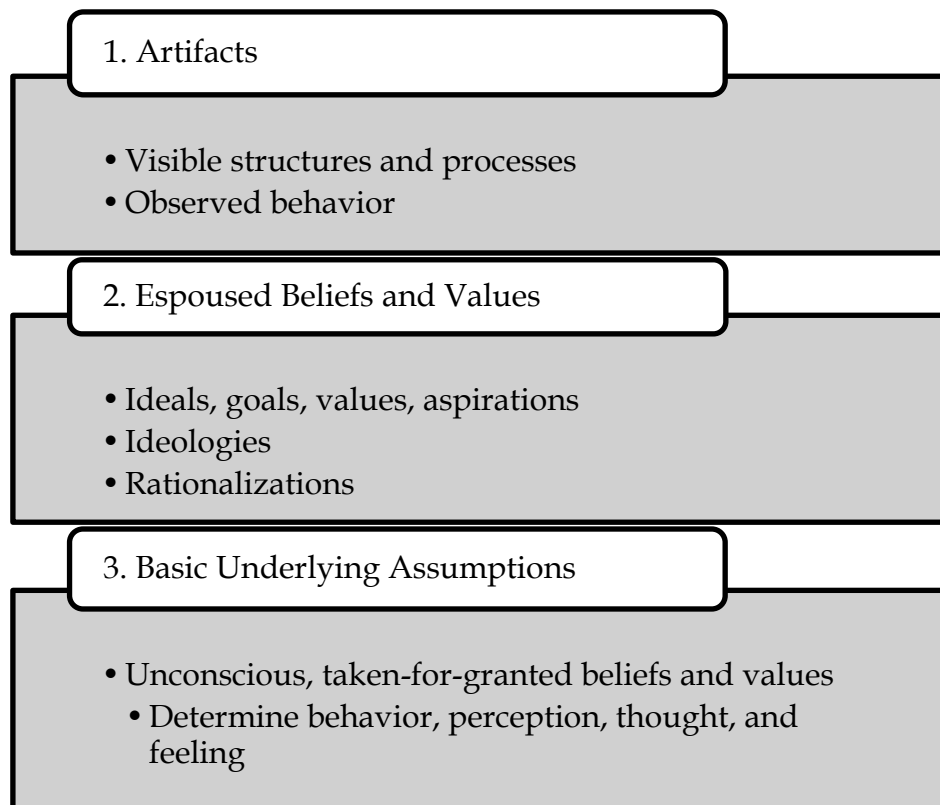 1. Artifacts
• Visible structures and processes
• Observed behavior
2. Espoused Beliefs and Values
• Ideals, goals, values, aspirations
• Ideologies
• Rationalizations
3. Basic Underlying Assumptions
• Unconscious, taken-for-granted beliefs and values
• Determine behavior, perception, thought, and
feeling